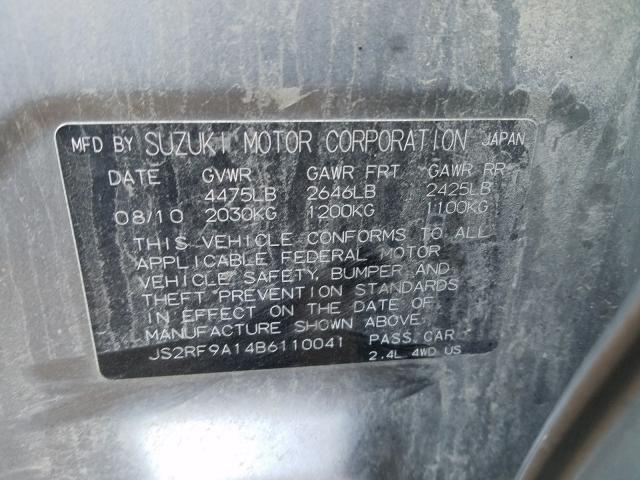 MFD BY SUZUKI MOTOR CORPORATION JAPAN
DATE GVWR GAWR FRT GAWR RR
4475LB 2646LB 2425LB
08/10 2030KG 1200KG 1100KG
THIS VEHICLE CONFORMS TO ALL
APPLICABLE FEDERAL MOTOR
VEHICLE SAFETY, BUMPER AND
THEFT PREVENTION STANDARDS
IN EFFECT ON THE DATE OF
MANUFACTURE SHOWN ABOVE.
JS2RF9A14B6110041 PASS.CAR
2.4L 4WD US